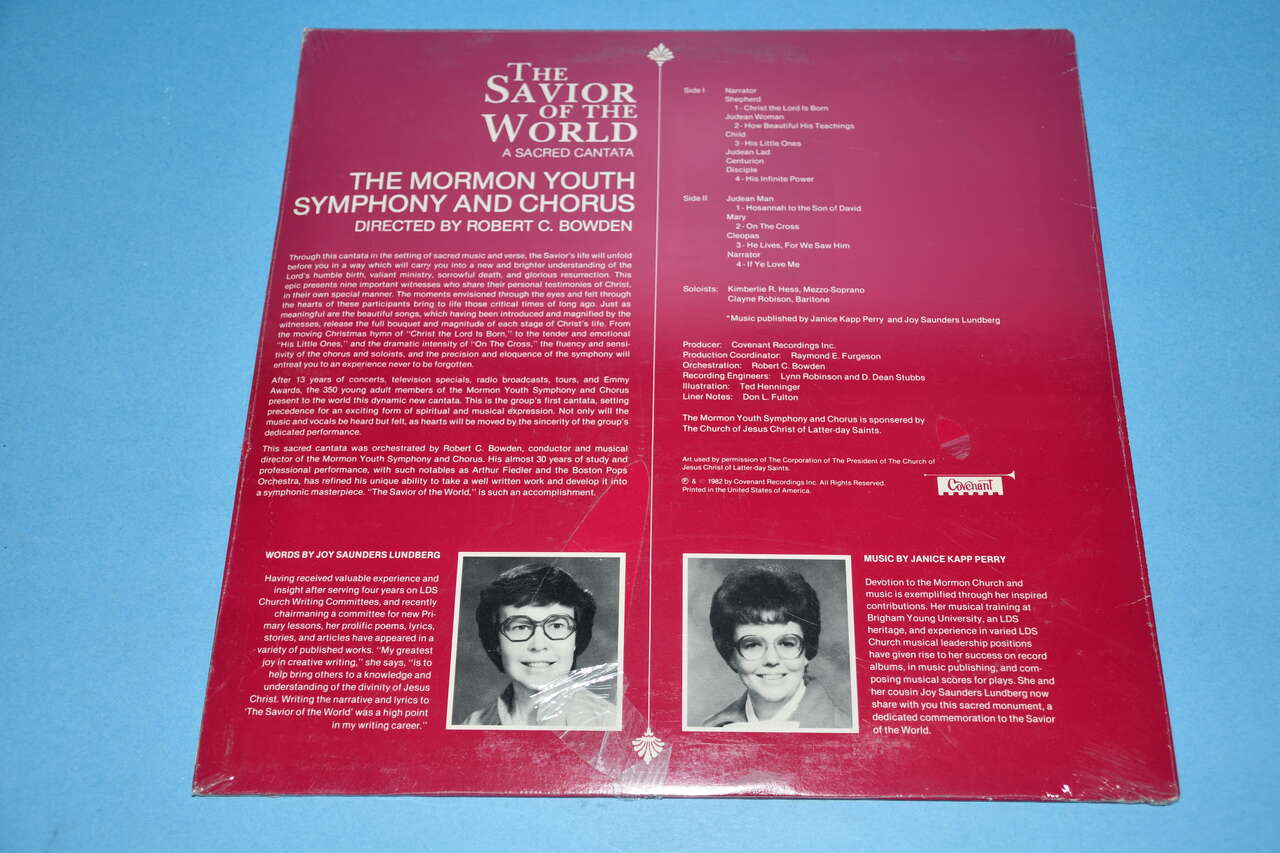 THE
SAVIOR
OF THE
WORLD
A SACRED CANTATA
THE MORMON YOUTH
SYMPHONY AND CHORUS
DIRECTED BY ROBERT C. BOWDEN
Through this cantata in the setting of sacred music and verse, the Savior's life will unfold
before you in a way which will carry you into a new and brighter understanding of the
Lord's humble birth, valiant ministry, sorrowful death, and glorious resurrection. This
epic presents nine important witnesses who share their personal testimonies of Christ,
in their own special manner. The moments envisioned through the eyes and felt through
the hearts of these participants bring to life those critical times of long ago. Just as
meaningful are the beautiful songs, which having been introduced and magnified by the
witnesses, release the full bouquet and magnitude of each stage of Christ's life. From
the moving Christmas hymn of "Christ the Lord Is Born," to the tender and emotional
"His Little Ones," and the dramatic intensity of "On The Cross," the fluency and sensi-
tivity of the chorus and soloists, and the precision and eloquence of the symphony will
entreat you to an experience never to be forgotten.
After 13 years of concerts, television specials, radio broadcasts, tours, and Emmy
Awards, the 350 young adult members of the Mormon Youth Symphony and Chorus
present to the world this dynamic new cantata. This is the group's first cantata, setting
precedence for an exciting form of spiritual and musical expression. Not only will the
music and vocals be heard but felt, as hearts will be moved by the sincerity of the group's
dedicated performance.
This sacred cantata was orchestrated by Robert C. Bowden, conductor and musical
director of the Mormon Youth Symphony and Chorus. His almost 30 years of study and
professional performance, with such notables as Arthur Fiedler and the Boston Pops
Orchestra, has refined his unique ability to take a well written work and develop it into
a symphonic masterpiece. "The Savior of the World," is such an accomplishment.
WORDS BY JOY SAUNDERS LUNDBERG
Having received valuable experience and
insight after serving four years on LDS
Church Writing Committees, and recently
chairmaning a committee for new Pri-
mary lessons, her prolific poems, lyrics,
stories, and articles have appeared in a
variety of published works. "My greatest
joy in creative writing," she says, "is to
help bring others to a knowledge and
understanding of the divinity of Jesus
Christ. Writing the narrative and lyrics to
'The Savior of the World' was a high point
in my writing career."
Side I Narrator
Shepherd
1 - Christ the Lord Is Born
Judean Woman
2 - How Beautiful His Teachings
Child
3 - His Little Ones
Judean Lad
Centurion
Disciple
4 - His Infinite Power
Side II Judean Man
1 - Hosannah to the Son of David
Mary
2 - On The Cross
Cleopas
3 - He Lives, For We Saw Him
Narrator
4 - If Ye Love Me
Soloists: Kimberlie R. Hess, Mezzo-Soprano
Clayne Robison, Baritone
*Music published by Janice Kapp Perry and Joy Saunders Lundberg
Producer: Covenant Recordings Inc.
Production Coordinator: Raymond E. Furgeson
Orchestration: Robert C. Bowden
Recording Engineers: Lynn Robinson and D. Dean Stubbs
Illustration: Ted Henninger
Liner Notes: Don L. Fulton
The Mormon Youth Symphony and Chorus is sponsered by
The Church of Jesus Christ of Latter-day Saints.
Art used by permission of The Corporation of The President of The Church of
Jesus Christ of Latter-day Saints.
℗ & © 1982 by Covenant Recordings Inc. All Rights Reserved.
Printed in the United States of America.
Covenant
MUSIC BY JANICE KAPP PERRY
Devotion to the Mormon Church and
music is exemplified through her inspired
contributions. Her musical training at
Brigham Young University, an LDS
heritage, and experience in varied LDS
Church musical leadership positions
have given rise to her success on record
albums, in music publishing, and com-
posing musical scores for plays. She and
her cousin Joy Saunders Lundberg now
share with you this sacred monument, a
dedicated commemoration to the Savior
of the World.